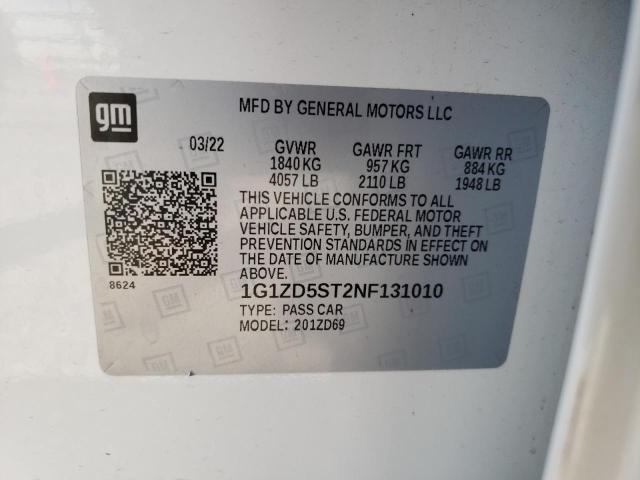 gm
MFD BY GENERAL MOTORS LLC
03/22 GVWR GAWR FRT GAWR RR
1840 KG 957 KG 884 KG
4057 LB 2110 LB 1948 LB
THIS VEHICLE CONFORMS TO ALL
APPLICABLE U.S. FEDERAL MOTOR
VEHICLE SAFETY, BUMPER, AND THEFT
PREVENTION STANDARDS IN EFFECT ON
THE DATE OF MANUFACTURE SHOWN
ABOVE.
8624
1G1ZD5ST2NF131010
TYPE: PASS CAR
MODEL: 201ZD69